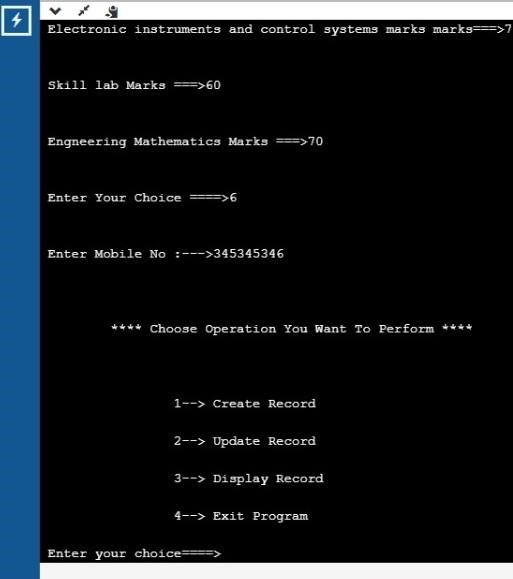 Electronic instruments and control systems marks marks===>7
Skill lab Marks ===>60
Engneering Mathematics Marks ===>70
Enter Your Choice ====>6
Enter Mobile No :--->345345346
**** Choose Operation You Want To Perform ****
1--> Create Record
2--> Update Record
3--> Display Record
4--> Exit Program
Enter your choice====>